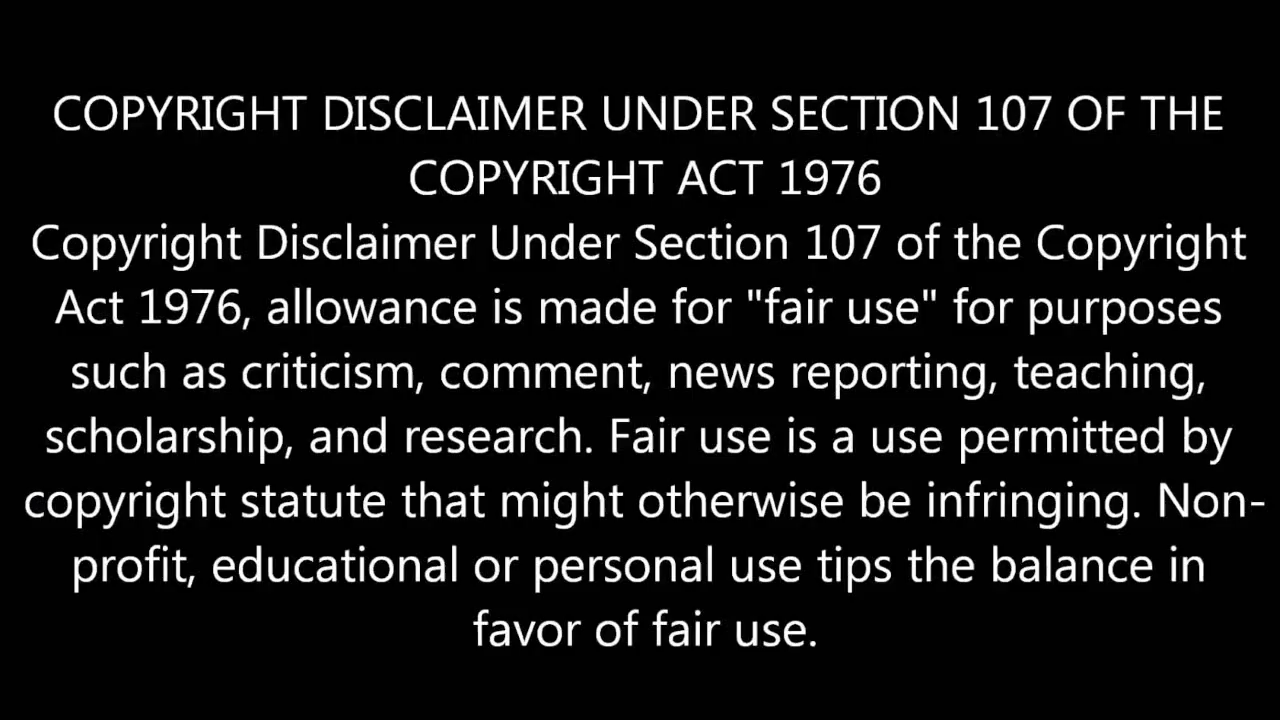 COPYRIGHT DISCLAIMER UNDER SECTION 107 OF THE
COPYRIGHT ACT 1976
Copyright Disclaimer Under Section 107 of the Copyright
Act 1976, allowance is made for "fair use" for purposes
such as criticism, comment, news reporting, teaching,
scholarship, and research. Fair use is a use permitted by
copyright statute that might otherwise be infringing. Non-
profit, educational or personal use tips the balance in
favor of fair use.